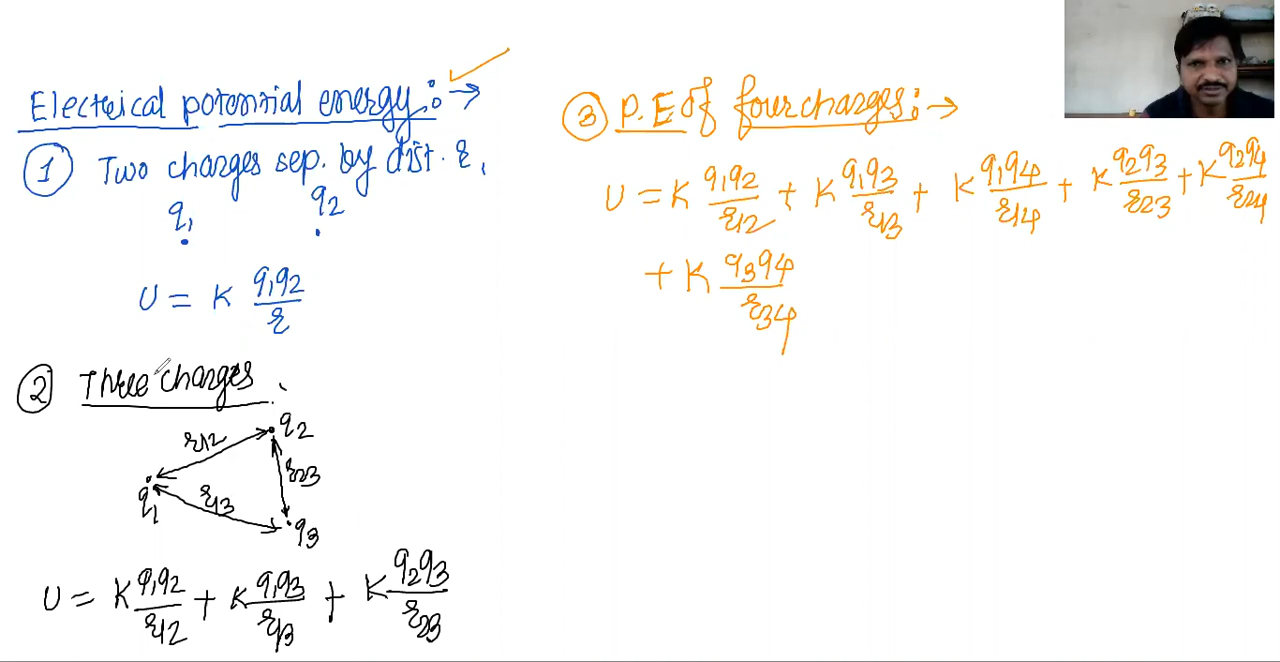 Electrical potential energy :→
① Two charges sep. by dist. r.
q₁ q₂
U = K q₁q₂/r
② Three charges.
r₁₂ q₂
r₂₃
q₁ r₁₃
q₃
U = K q₁q₂/r₁₂ + K q₁q₃/r₁₃ + K q₂q₃/r₂₃
③ P.E of four charges :→
U = K q₁q₂/r₁₂ + K q₁q₃/r₁₃ + K q₁q₄/r₁₄ + K q₂q₃/r₂₃ + K q₂q₄/r₂₄
+ K q₃q₄/r₃₄